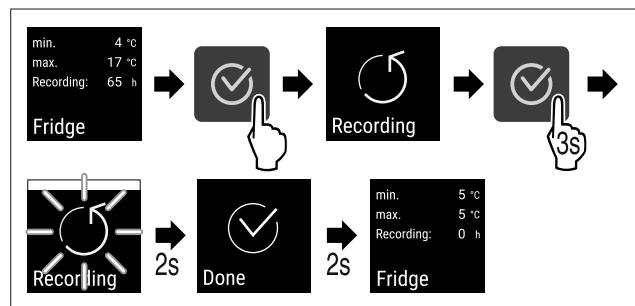 min. 4 °C
max. 17 °C
Recording: 65 h
Fridge
Recording
3s
Recording
2s
Done
2s
min. 5 °C
max. 5 °C
Recording: 0 h
Fridge